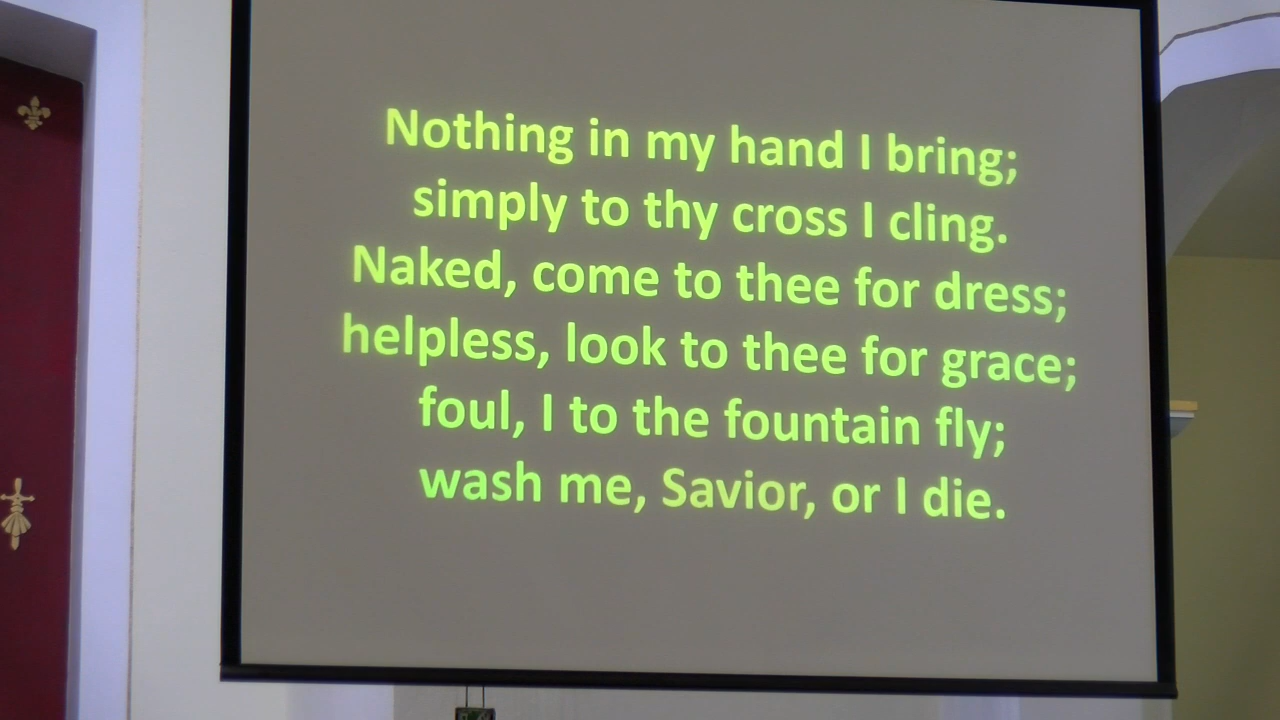 Nothing in my hand I bring;
simply to thy cross I cling.
Naked, come to thee for dress;
helpless, look to thee for grace;
foul, I to the fountain fly;
wash me, Savior, or I die.